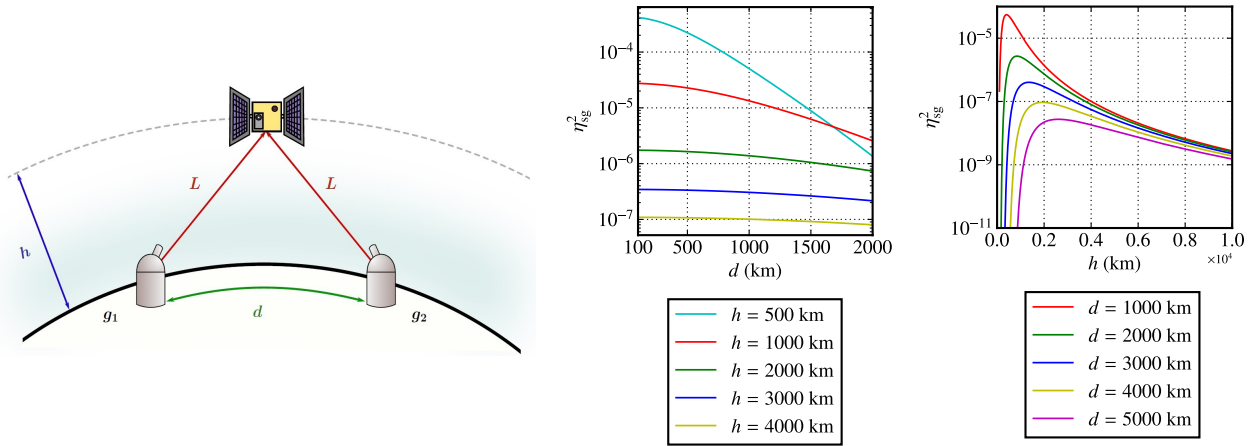 L
L
h
d
g₁
g₂
η²sg
10⁻⁴
10⁻⁵
10⁻⁶
10⁻⁷
100 500 1000 1500 2000
d (km)
h = 500 km
h = 1000 km
h = 2000 km
h = 3000 km
h = 4000 km
η²sg
10⁻⁵
10⁻⁷
10⁻⁹
10⁻¹¹
0.0 0.2 0.4 0.6 0.8 1.0
h (km)
×10⁴
d = 1000 km
d = 2000 km
d = 3000 km
d = 4000 km
d = 5000 km